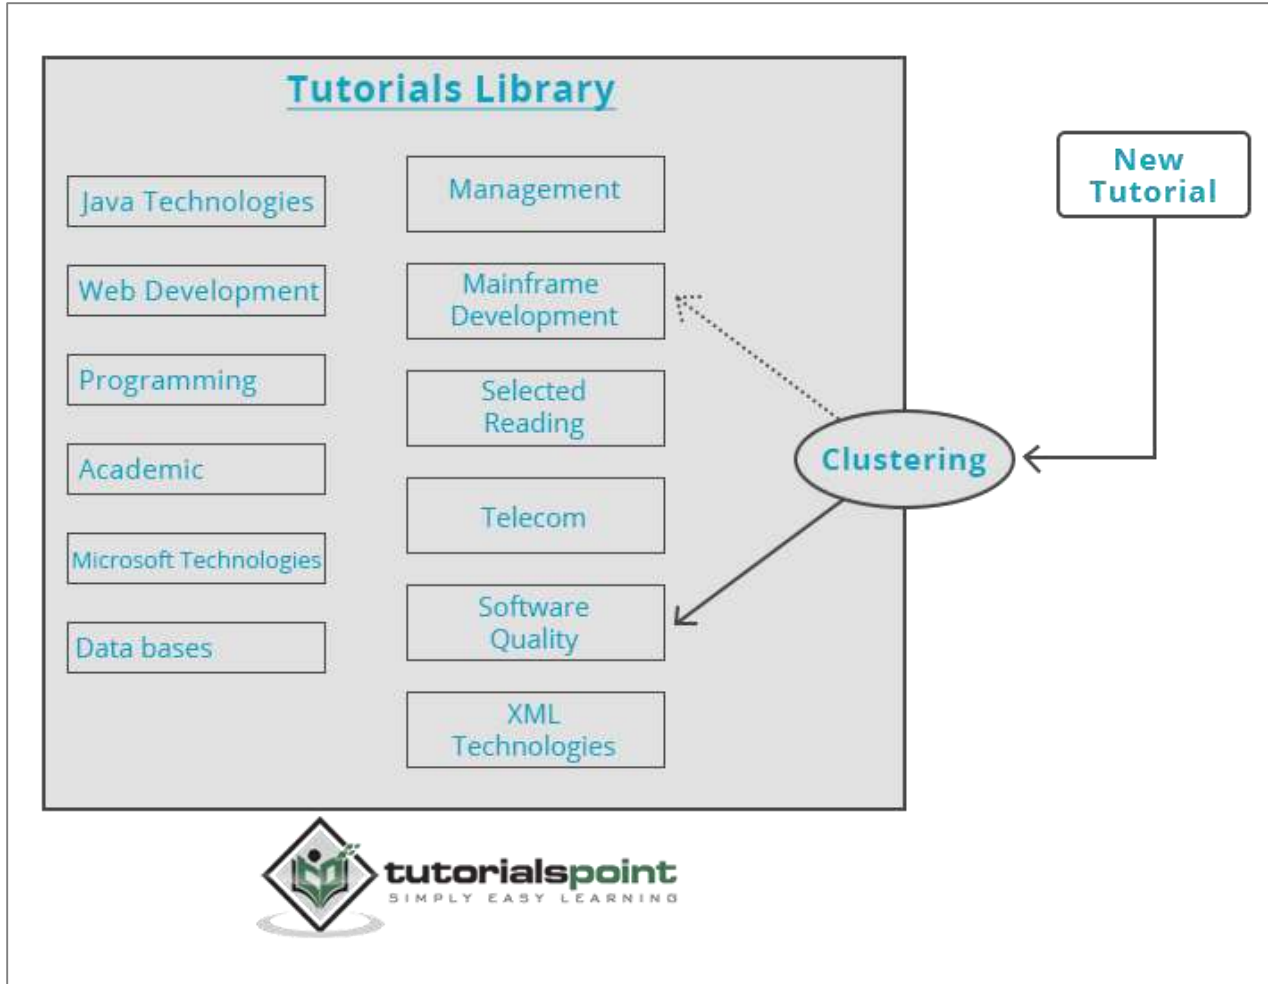 Tutorials Library
Java Technologies
Web Development
Programming
Academic
Microsoft Technologies
Data bases
Management
Mainframe
Development
Selected
Reading
Telecom
Software
Quality
XML
Technologies
Clustering
New
Tutorial
tutorialspoint
SIMPLY EASY LEARNING